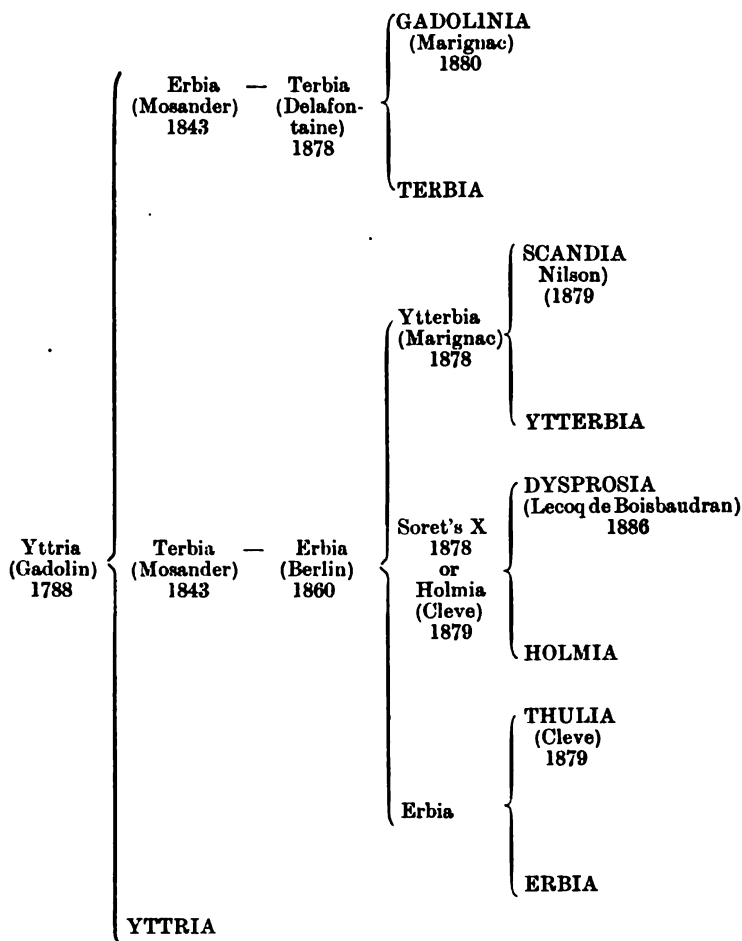 GADOLINIA
(Marignac)
1880
Erbia — Terbia
(Mosander) (Delafon-
1843 taine)
1878
TERBIA
SCANDIA
Nilson)
(1879
Ytterbia
(Marignac)
1878
YTTERBIA
DYSPROSIA
(Lecoq de Boisbaudran)
1886
Soret's X
1878
or
Holmia
(Cleve)
1879
Yttria Terbia — Erbia
(Gadolin) (Mosander) (Berlin)
1788 1843 1860
HOLMIA
THULIA
(Cleve)
1879
Erbia
ERBIA
YTTRIA